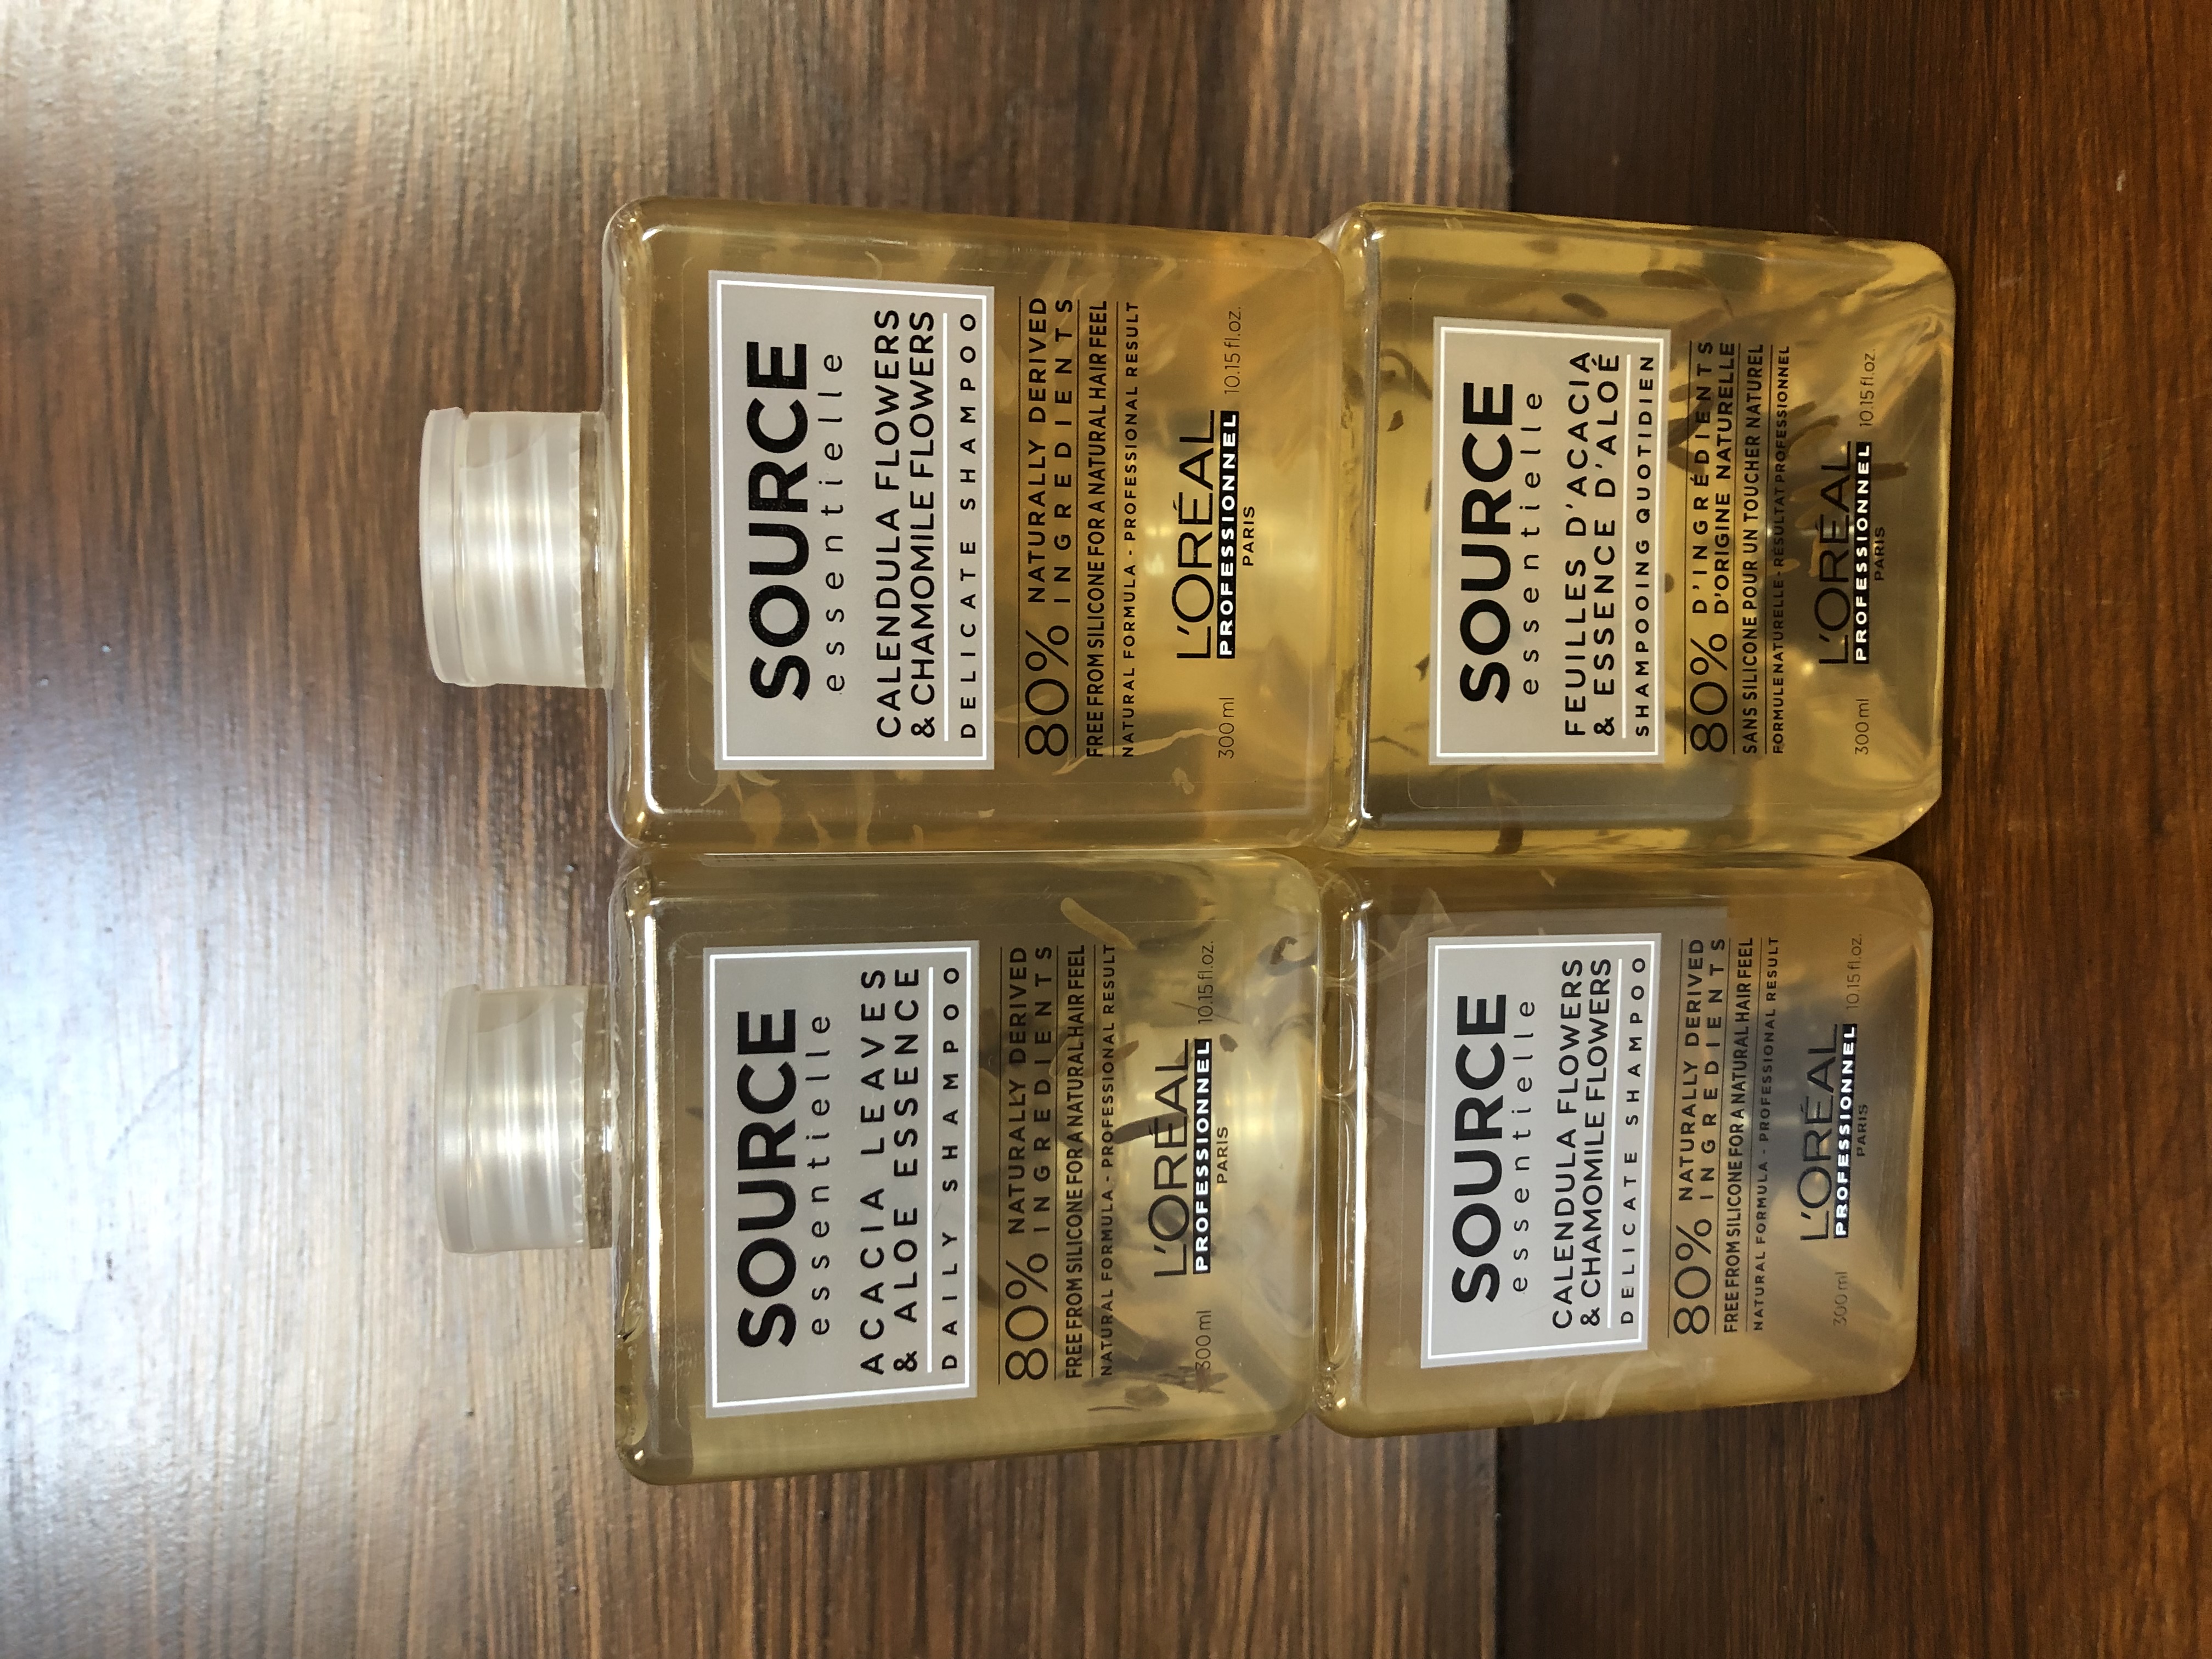 SOURCE
essentielle
ACACIA LEAVES
& ALOE ESSENCE
DAILY SHAMPOO
80% NATURALLY DERIVED
INGREDIENTS
FREE FROM SILICONE FOR A NATURAL HAIR FEEL
NATURAL FORMULA - PROFESSIONAL RESULT
L'ORÉAL
300 ml PROFESSIONNEL 10.15 fl.oz.
PARIS
SOURCE
essentielle
CALENDULA FLOWERS
& CHAMOMILE FLOWERS
DELICATE SHAMPOO
80% NATURALLY DERIVED
INGREDIENTS
FREE FROM SILICONE FOR A NATURAL HAIR FEEL
NATURAL FORMULA - PROFESSIONAL RESULT
L'ORÉAL
300 ml PROFESSIONNEL 10.15 fl.oz.
PARIS
SOURCE
essentielle
CALENDULA FLOWERS
& CHAMOMILE FLOWERS
DELICATE SHAMPOO
80% NATURALLY DERIVED
INGREDIENTS
FREE FROM SILICONE FOR A NATURAL HAIR FEEL
NATURAL FORMULA - PROFESSIONAL RESULT
L'ORÉAL
300 ml PROFESSIONNEL 10.15 fl.oz.
PARIS
SOURCE
essentielle
FEUILLES D'ACACIA
& ESSENCE D'ALOÉ
SHAMPOOING QUOTIDIEN
80% D'INGRÉDIENTS
D'ORIGINE NATURELLE
SANS SILICONE POUR UN TOUCHER NATUREL
FORMULE NATURELLE - RÉSULTAT PROFESSIONNEL
L'ORÉAL
300 ml PROFESSIONNEL 10.15 fl.oz.
PARIS